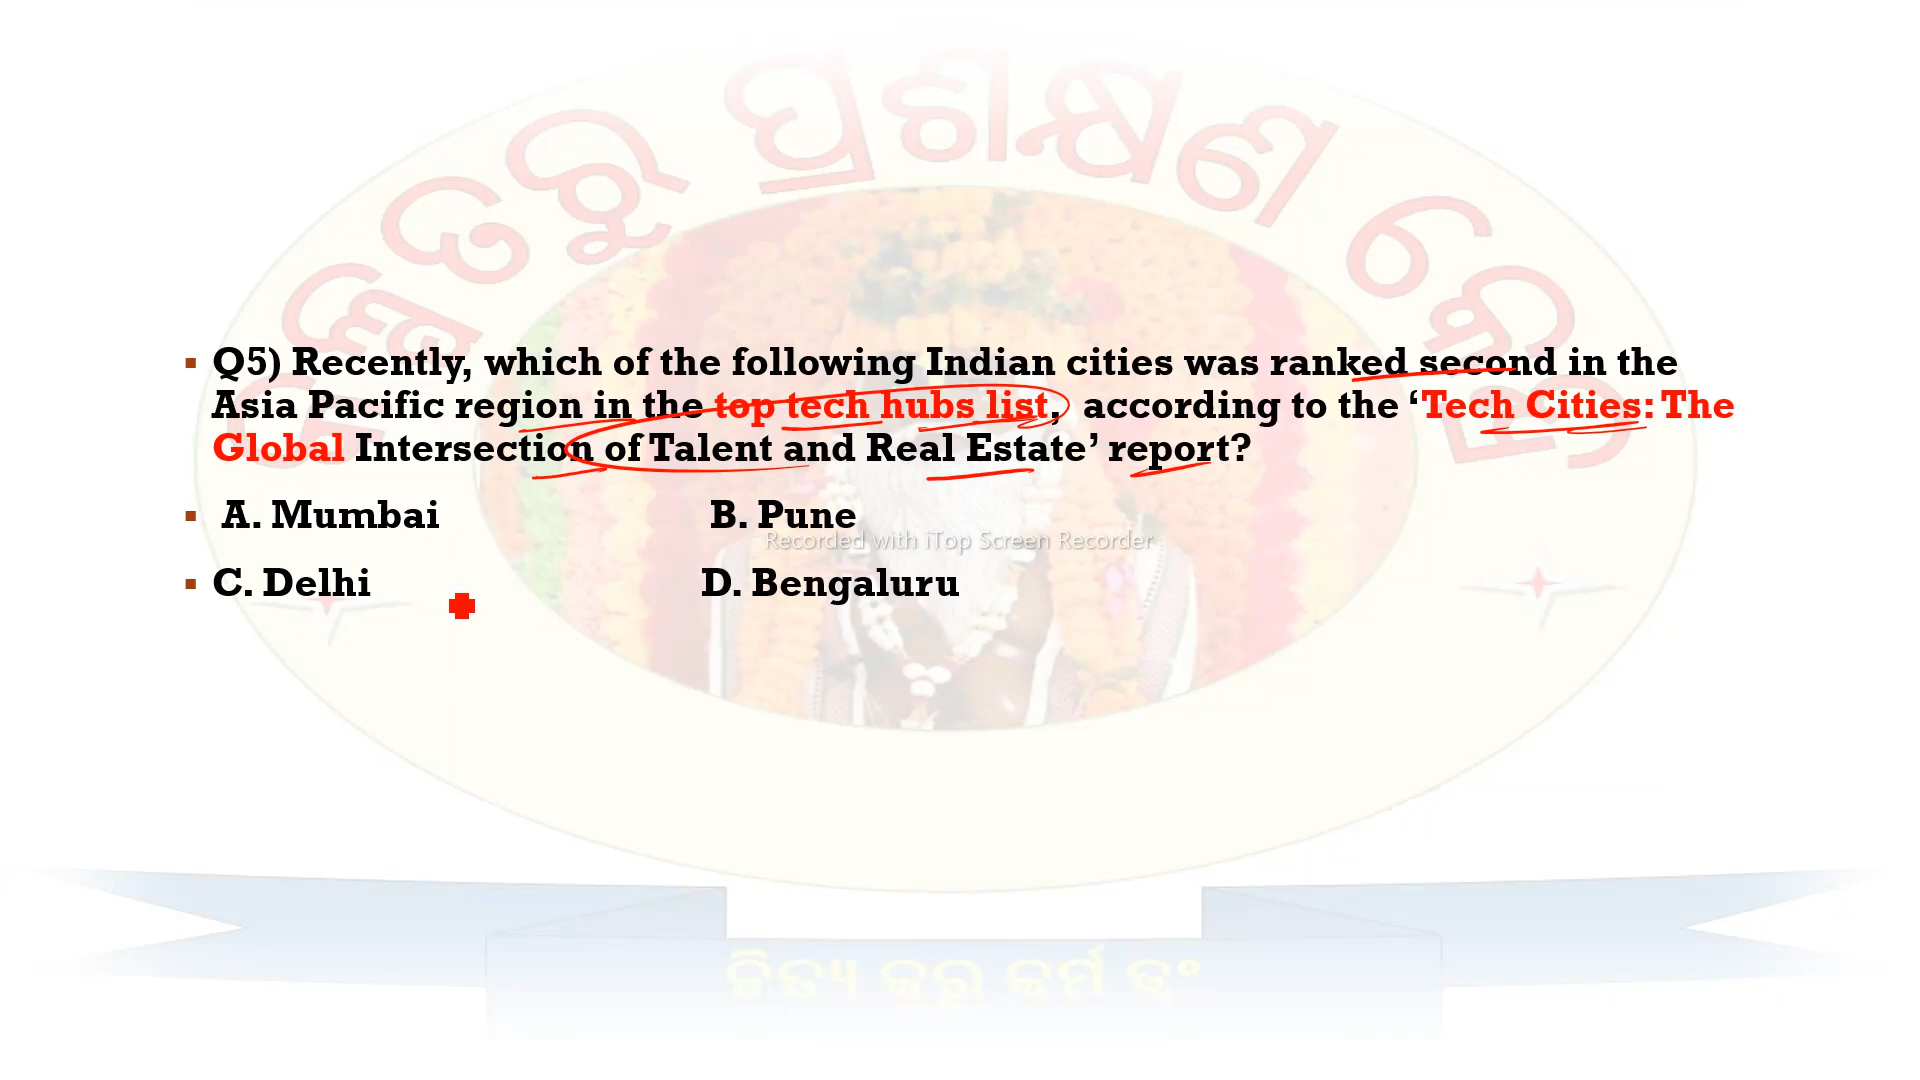 Q5) Recently, which of the following Indian cities was ranked second in the
Asia Pacific region in the top tech hubs list, according to the ‘Tech Cities: The
Global Intersection of Talent and Real Estate’ report?
A. Mumbai B. Pune
Recorded with iTop Screen Recorder
C. Delhi D. Bengaluru